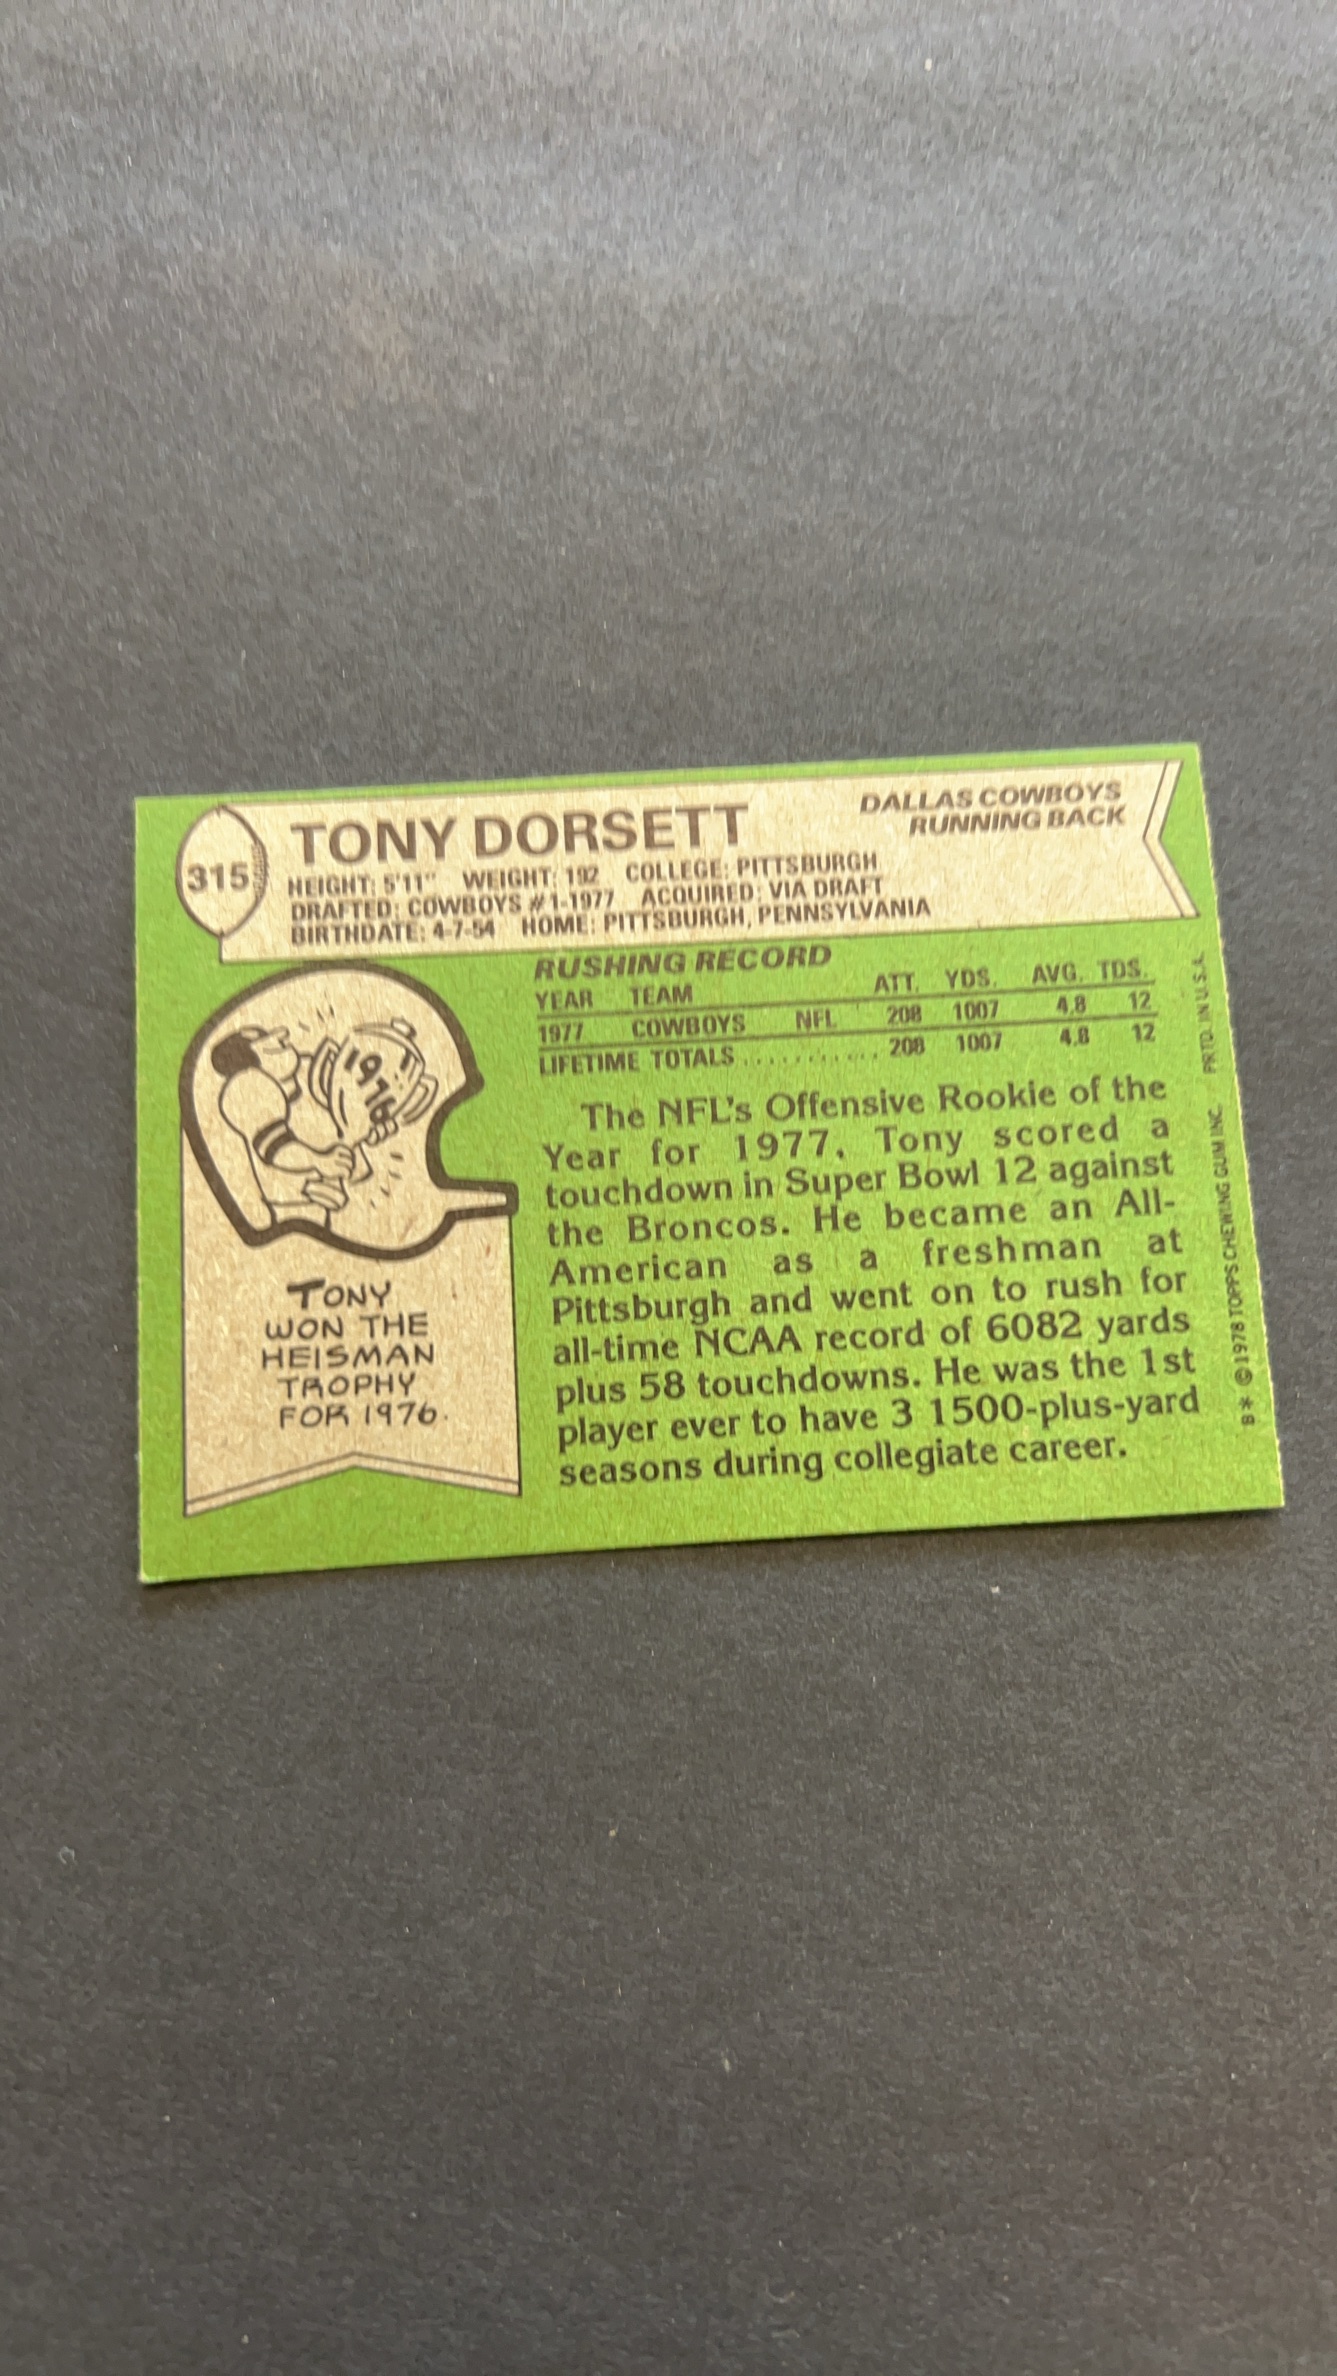 315
TONY DORSETT
DALLAS COWBOYS
RUNNING BACK
HEIGHT: 5'11" WEIGHT: 192 COLLEGE: PITTSBURGH
DRAFTED: COWBOYS #1-1977 ACQUIRED: VIA DRAFT
BIRTHDATE: 4-7-54 HOME: PITTSBURGH, PENNSYLVANIA
RUSHING RECORD
YEAR TEAM ATT. YDS. AVG. TDS.
1977 COWBOYS NFL 208 1007 4.8 12
LIFETIME TOTALS ........... 208 1007 4.8 12
The NFL's Offensive Rookie of the
Year for 1977, Tony scored a
touchdown in Super Bowl 12 against
the Broncos. He became an All-
American as a freshman at
Pittsburgh and went on to rush for
all-time NCAA record of 6082 yards
plus 58 touchdowns. He was the 1st
player ever to have 3 1500-plus-yard
seasons during collegiate career.
1976
TONY
WON THE
HEISMAN
TROPHY
FOR 1976.
B* ©1978 TOPPS CHEWING GUM INC. PRTD. IN U.S.A.